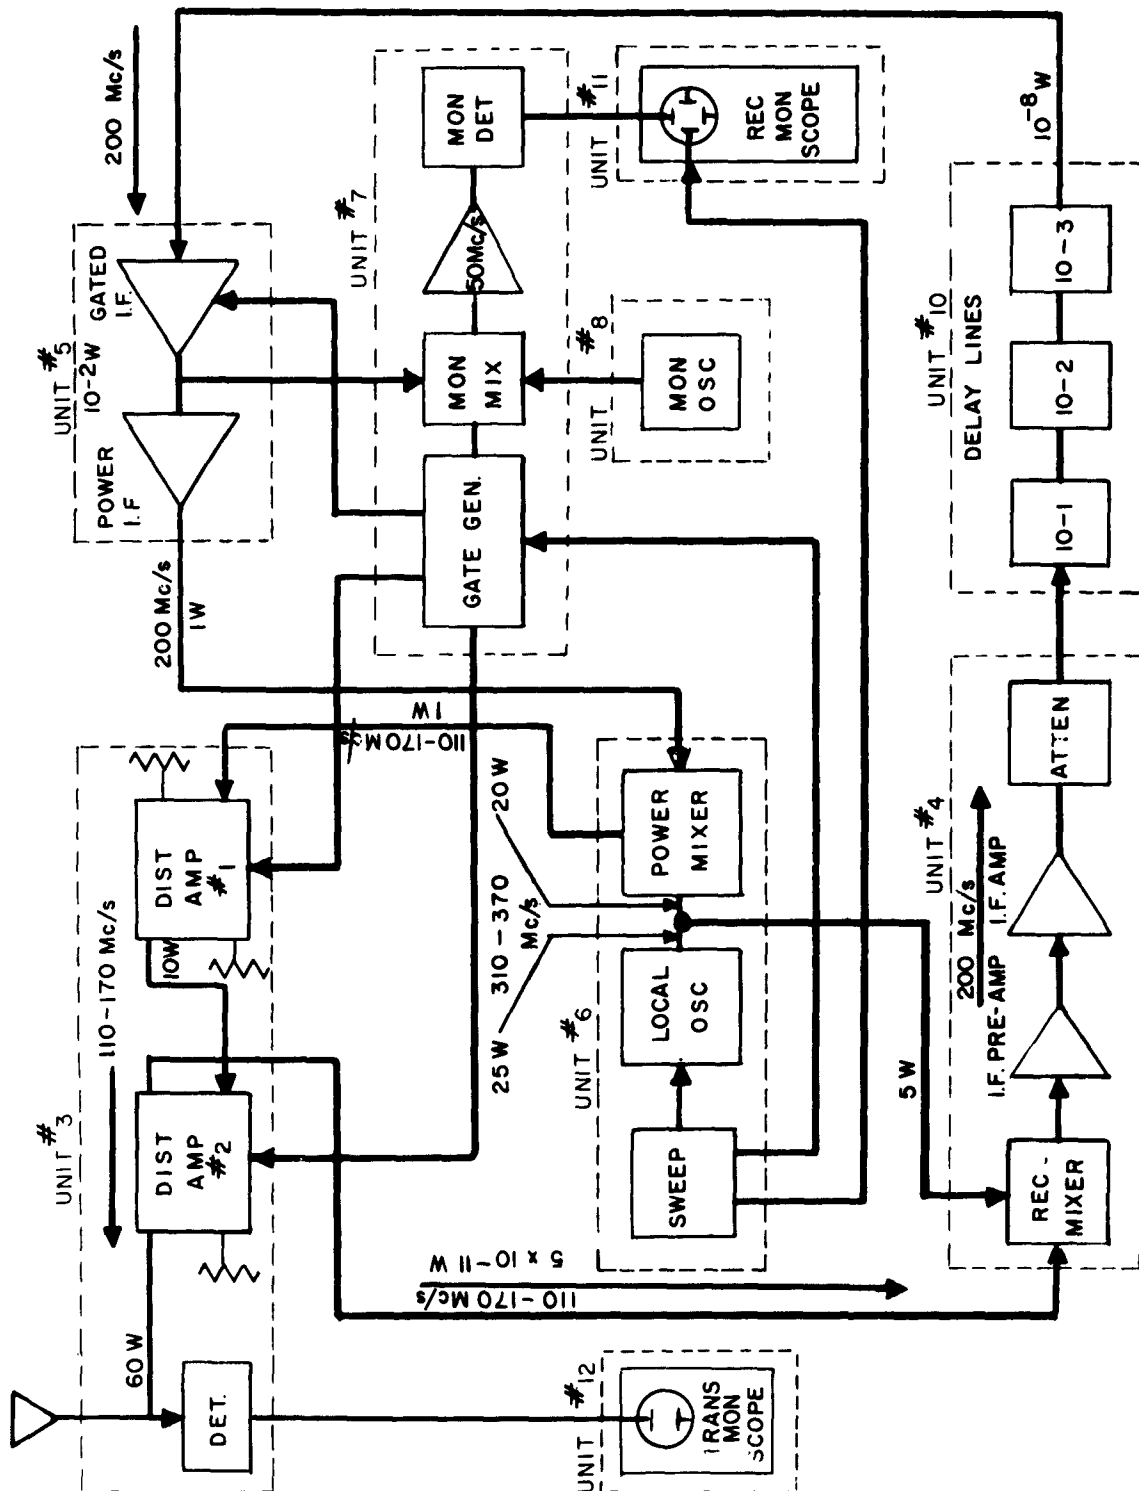 UNIT #3
110-170 Mc/s
60W
DET.
DIST
AMP
#2
10W
DIST
AMP
#1
UNIT #12
TRANS
MON
SCOPE
110-170 Mc/s
5 x 10-11 W
200 Mc/s
1W
UNIT #5
10-2W
POWER
I.F
GATED
I.F.
200 Mc/s
UNIT #7
GATE GEN.
MON
MIX
50Mc/s
MON
DET
UNIT #8
MON
OSC
UNIT #11
REC
MON
SCOPE
110-170 Mc/s
1W
UNIT #6
SWEEP
LOCAL
OSC
POWER
MIXER
25W
310-370
Mc/s
20W
5W
UNIT #4
200 Mc/s
I.F. PRE-AMP
I.F. AMP
REC.
MIXER
ATTEN
UNIT #10
DELAY LINES
10-1
10-2
10-3
10-8W